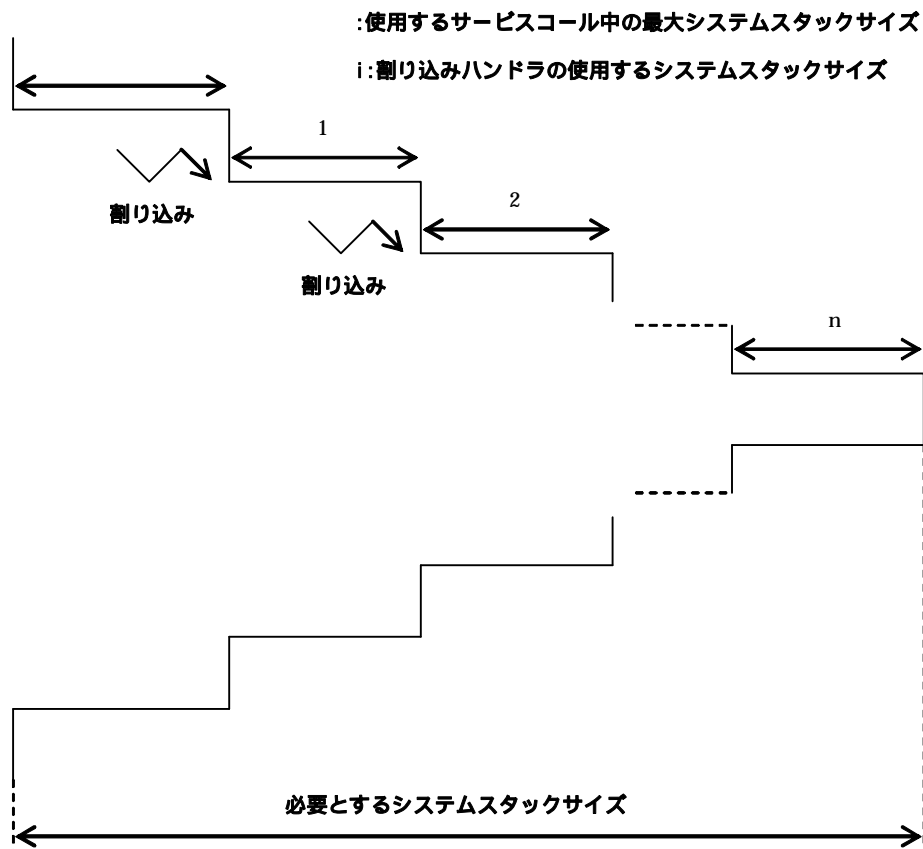 :使用するサービスコール中の最大システムスタックサイズ
i:割り込みハンドラの使用するシステムスタックサイズ
1
割り込み
2
割り込み
n
必要とするシステムスタックサイズ